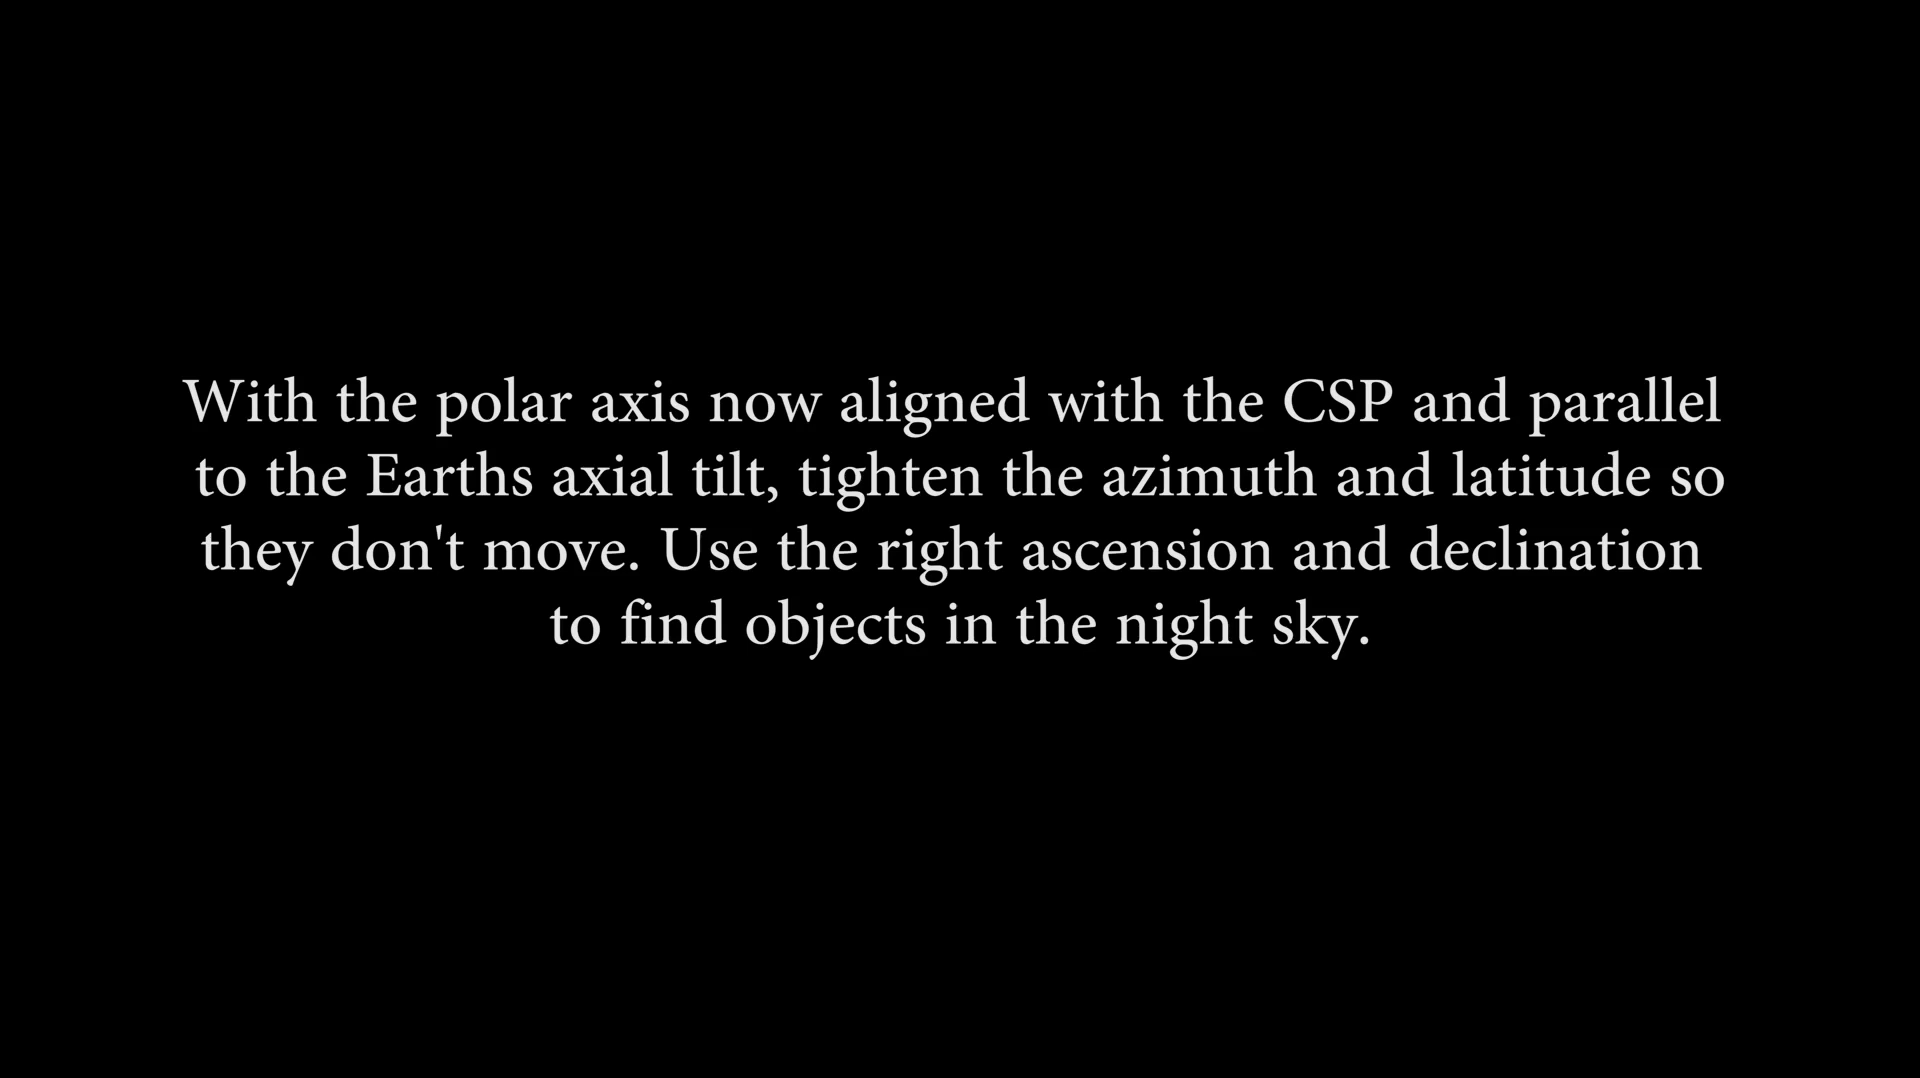 With the polar axis now aligned with the CSP and parallel
to the Earths axial tilt, tighten the azimuth and latitude so
they don't move. Use the right ascension and declination
to find objects in the night sky.